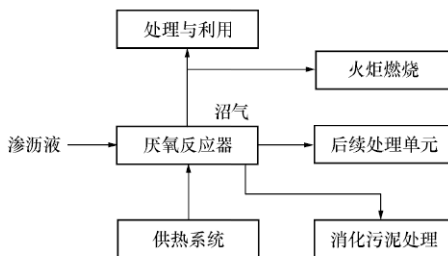 处理与利用
火炬燃烧
沼气
渗沥液
厌氧反应器
后续处理单元
供热系统
消化污泥处理